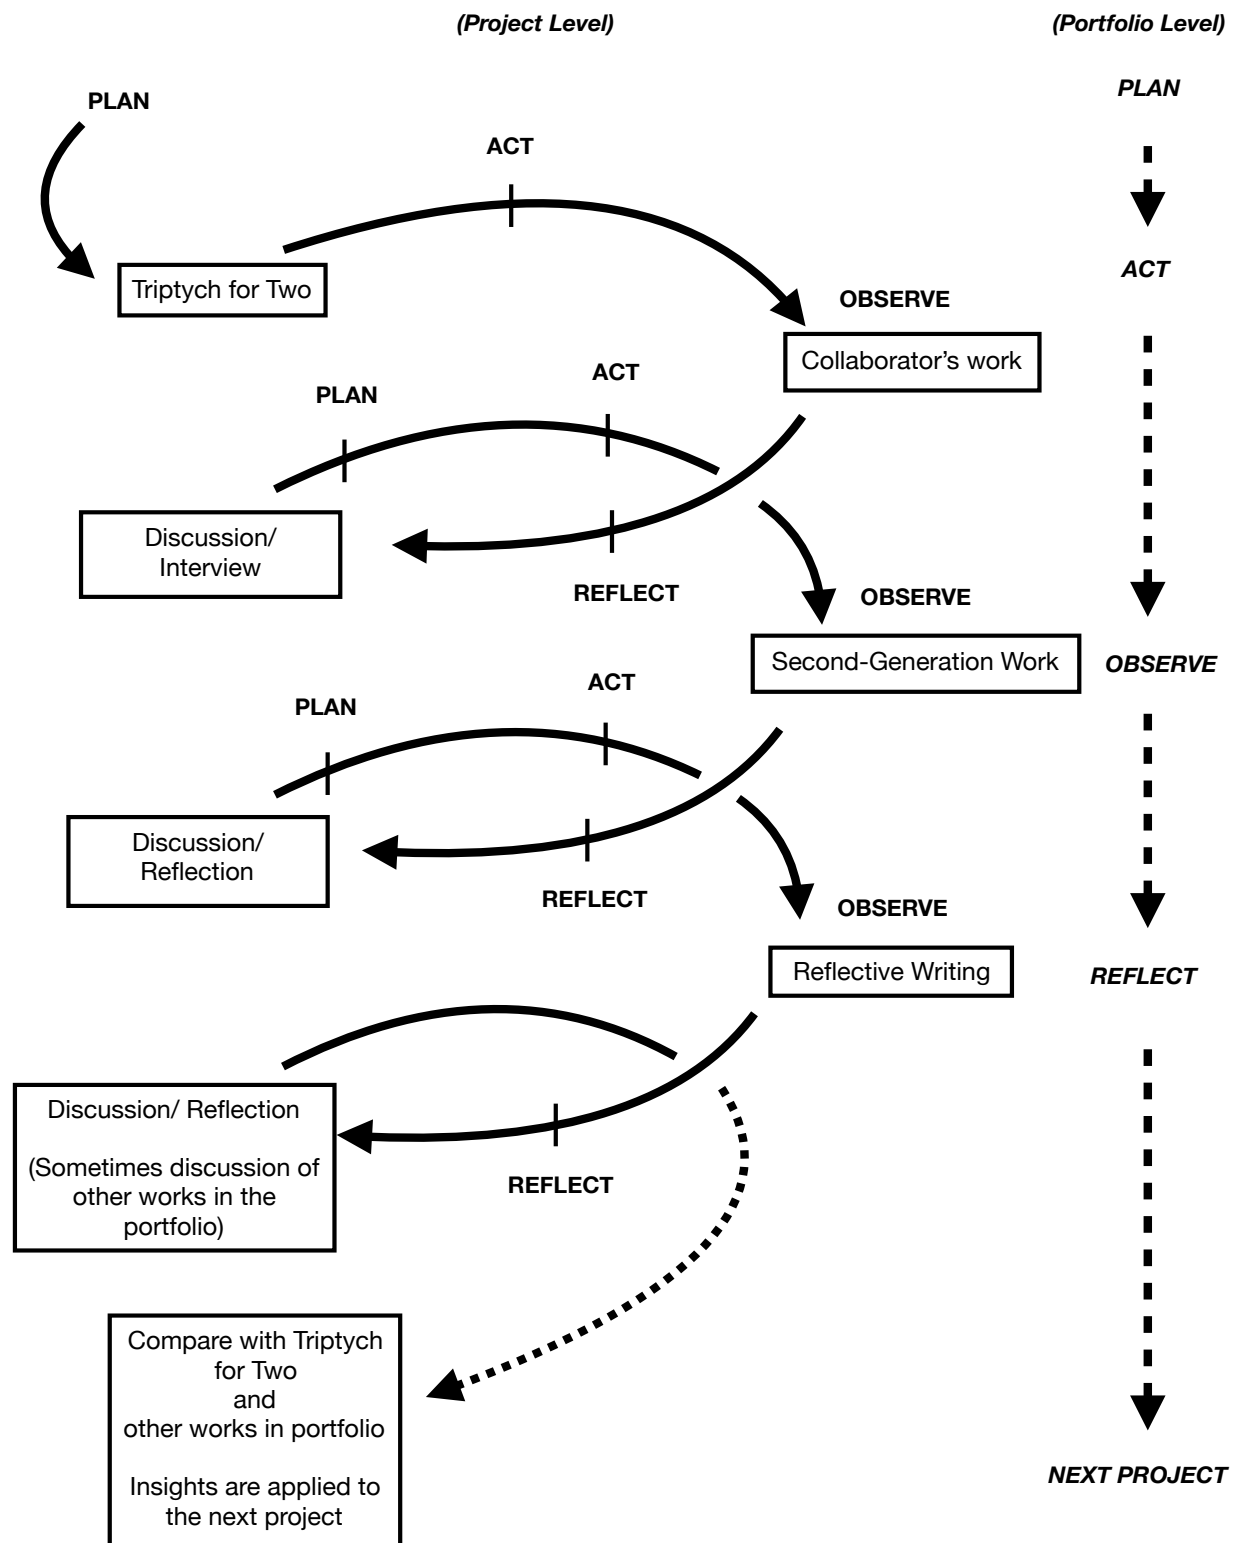 (Project Level)
(Portfolio Level)
PLAN
PLAN
ACT
ACT
Triptych for Two
OBSERVE
Collaborator’s work
ACT
PLAN
Discussion/
Interview
REFLECT
OBSERVE
Second-Generation Work
OBSERVE
ACT
PLAN
Discussion/
Reflection
REFLECT
OBSERVE
Reflective Writing
REFLECT
Discussion/ Reflection
(Sometimes discussion of
other works in the
portfolio)
REFLECT
Compare with Triptych
for Two
and
other works in portfolio
Insights are applied to
the next project
NEXT PROJECT